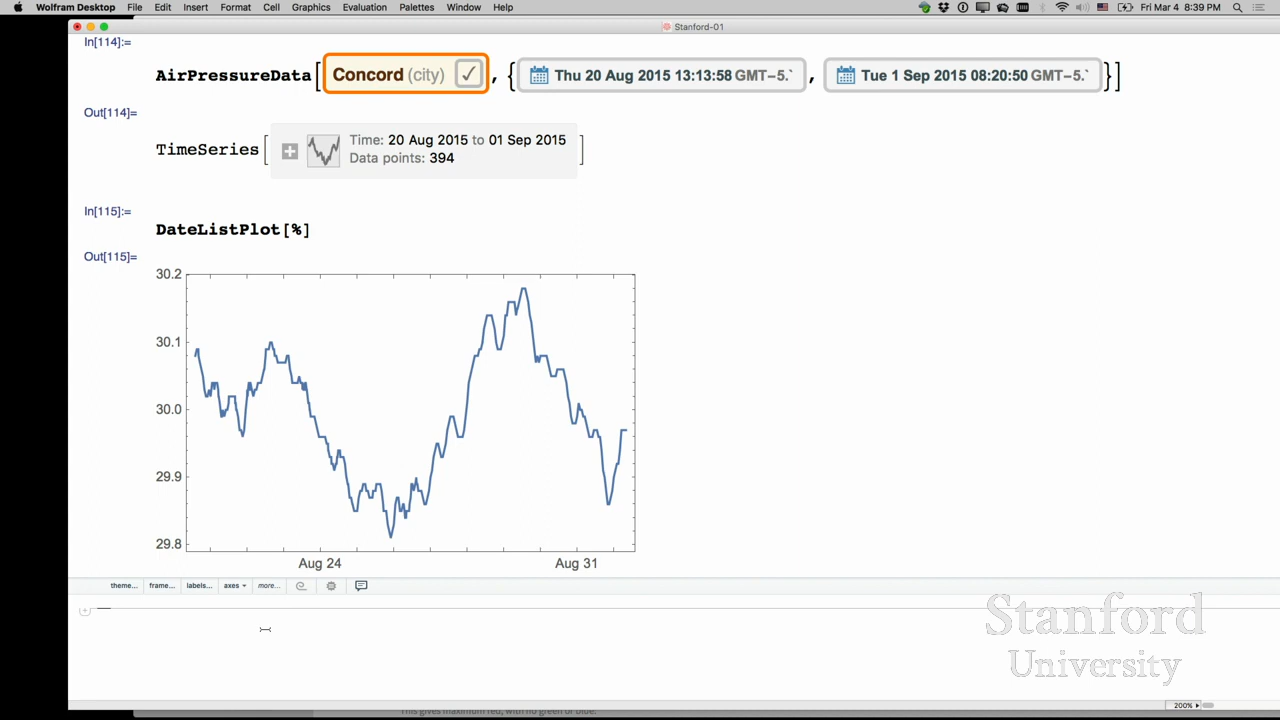 Wolfram Desktop File Edit Insert Format Cell Graphics Evaluation Palettes Window Help Fri Mar 4 8:39 PM
Stanford-01
In[114]:=
AirPressureData[Concord (city) ✓, {Thu 20 Aug 2015 13:13:58 GMT-5.`, Tue 1 Sep 2015 08:20:50 GMT-5.`}]
Out[114]=
TimeSeries[
Time: 20 Aug 2015 to 01 Sep 2015
Data points: 394
]
In[115]:=
DateListPlot[%]
Out[115]=
30.2
30.1
30.0
29.9
29.8
Aug 24 Aug 31
theme... frame... labels... axes more...
Stanford
University
200%
This gives maximum red, with no green or blue.